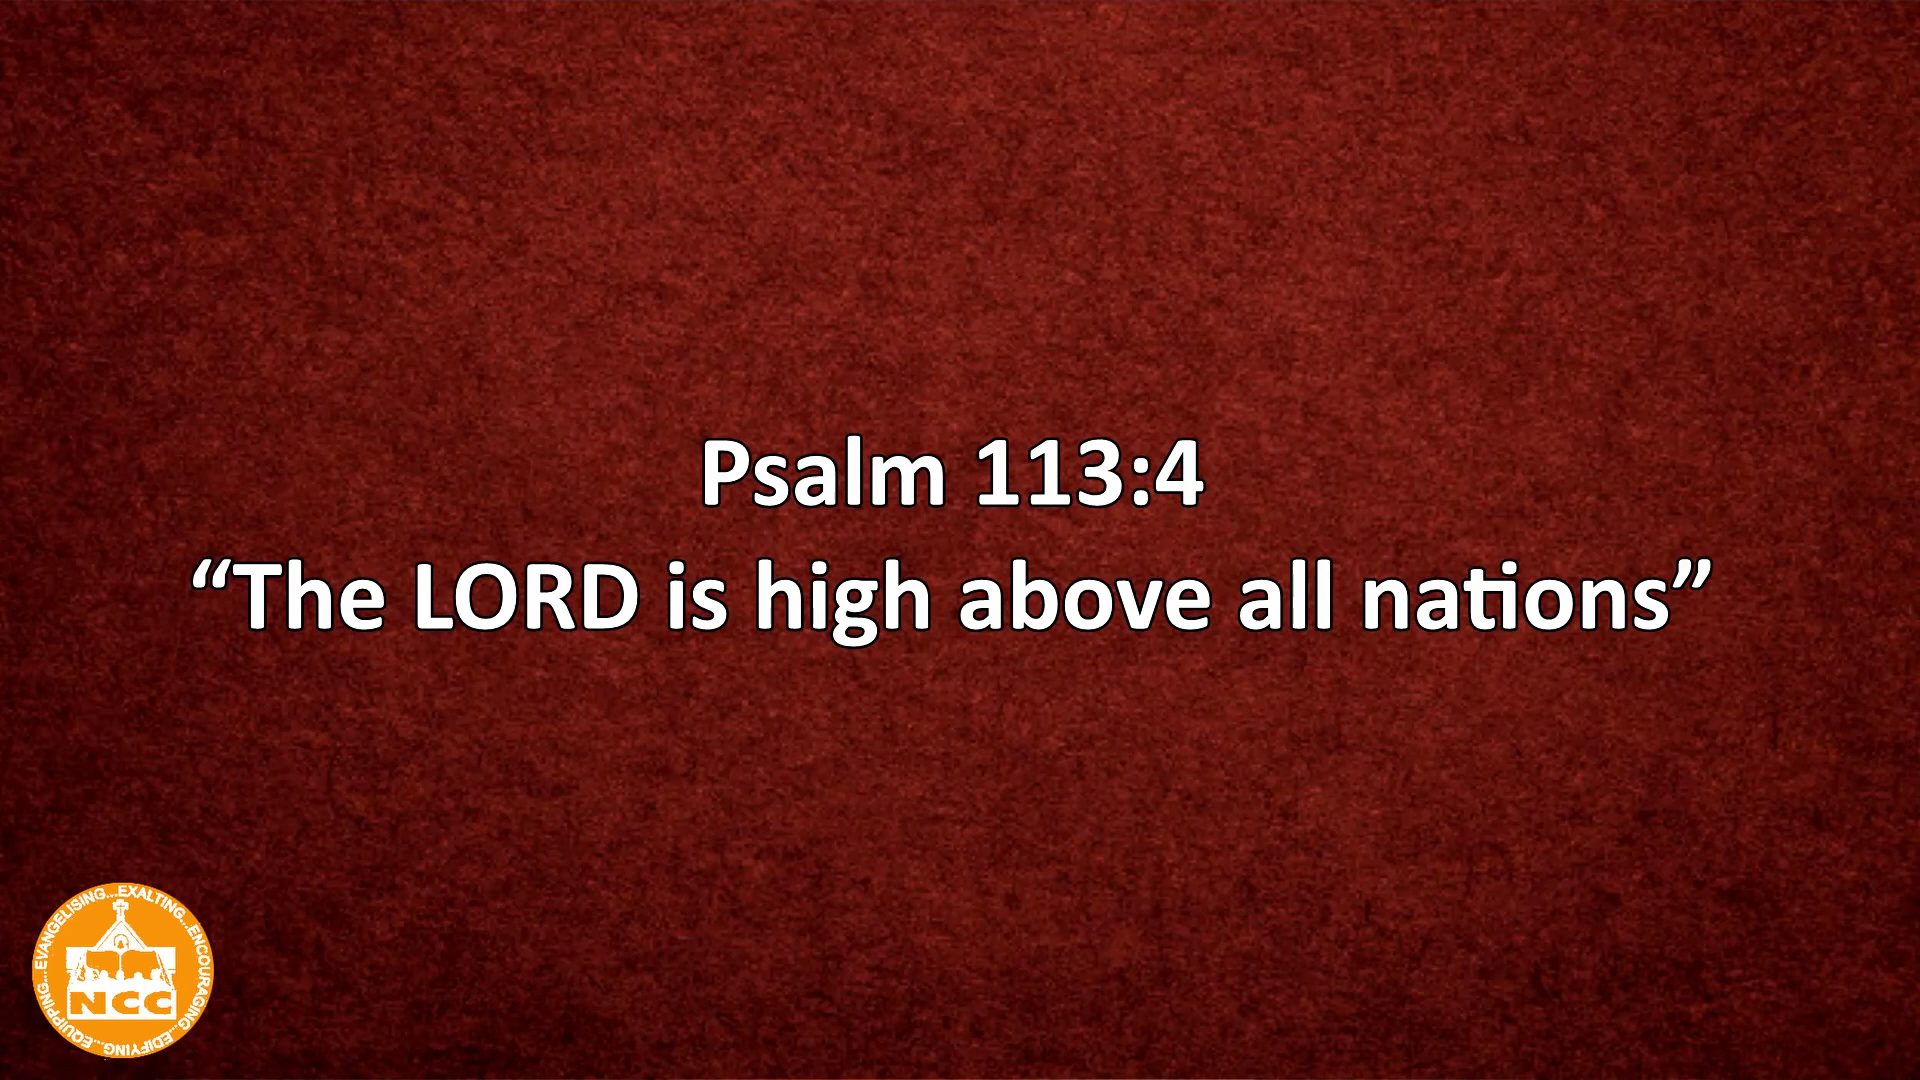 Psalm 113:4
“The LORD is high above all nations”
EVANGELISING...EXALTING...ENCOURAGING...EDIFYING...EQUIPPING...
NCC